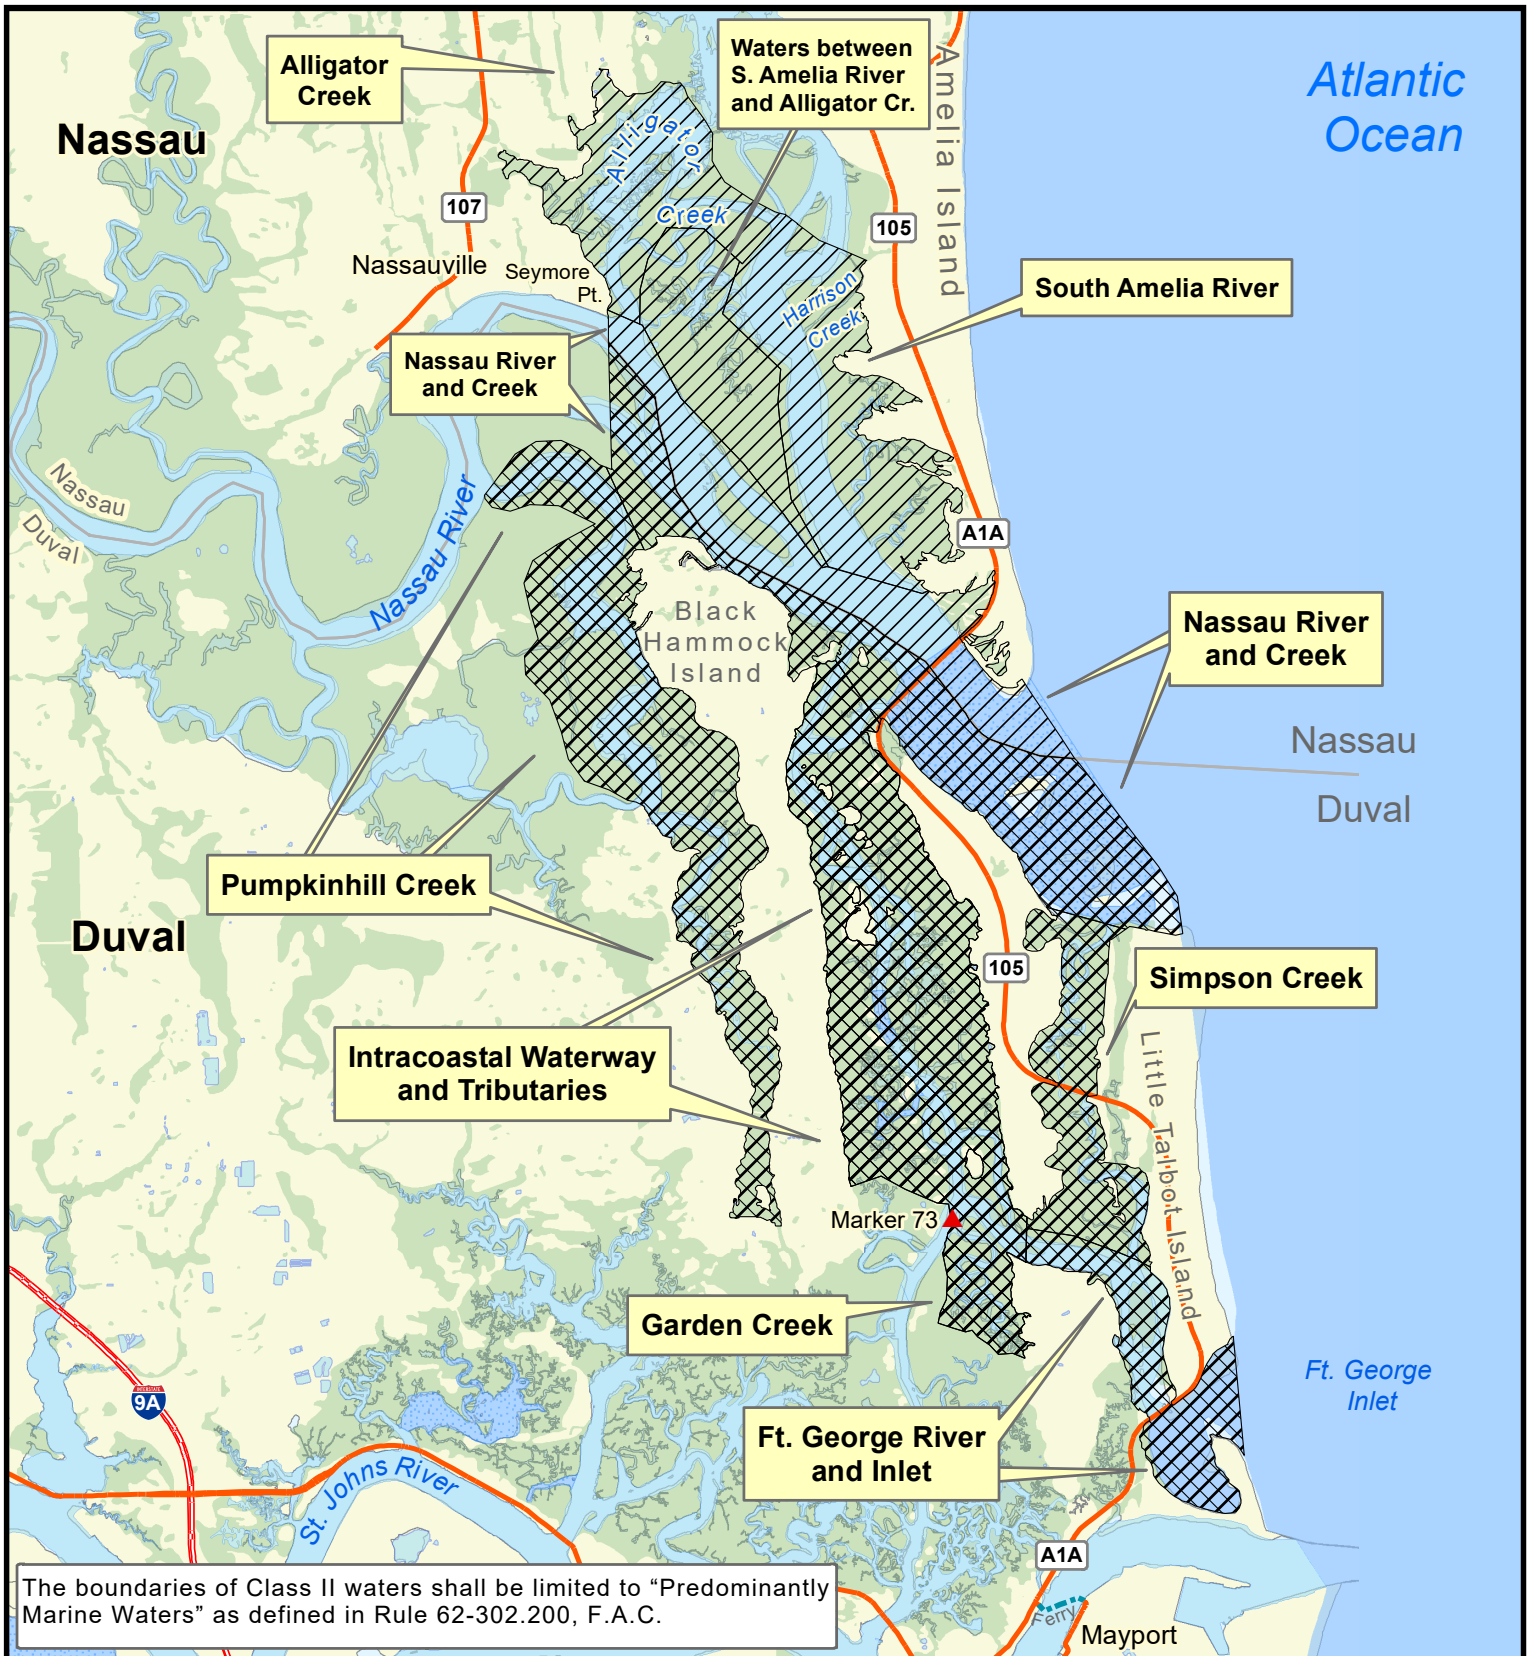 Alligator
Creek
Waters between
S. Amelia River
and Alligator Cr.
Amelia Island
Atlantic
Ocean
Nassau
Alligator
Creek
107
105
Nassauville
Seymore
Pt.
Harrison
Creek
South Amelia River
Nassau River
and Creek
Nassau
Duval
Nassau River
A1A
Black
Hammock
Island
Nassau River
and Creek
Nassau
Duval
Pumpkinhill Creek
Duval
105
Simpson Creek
Intracoastal Waterway
and Tributaries
Little Talbot Island
Marker 73
Garden Creek
Ft. George
Inlet
INTERSTATE
9A
Ft. George River
and Inlet
St. Johns River
A1A
The boundaries of Class II waters shall be limited to “Predominantly
Marine Waters” as defined in Rule 62-302.200, F.A.C.
Ferry
Mayport